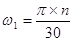 ω₁ = π×n / 30